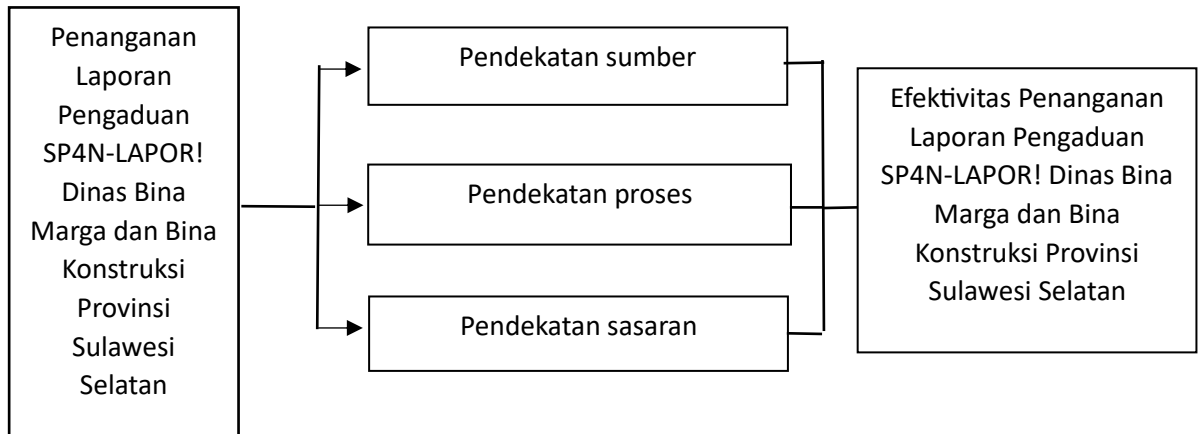 Penanganan
Laporan
Pengaduan
SP4N-LAPOR!
Dinas Bina
Marga dan Bina
Konstruksi
Provinsi
Sulawesi
Selatan
Pendekatan sumber
Pendekatan proses
Pendekatan sasaran
Efektivitas Penanganan
Laporan Pengaduan
SP4N-LAPOR! Dinas Bina
Marga dan Bina
Konstruksi Provinsi
Sulawesi Selatan